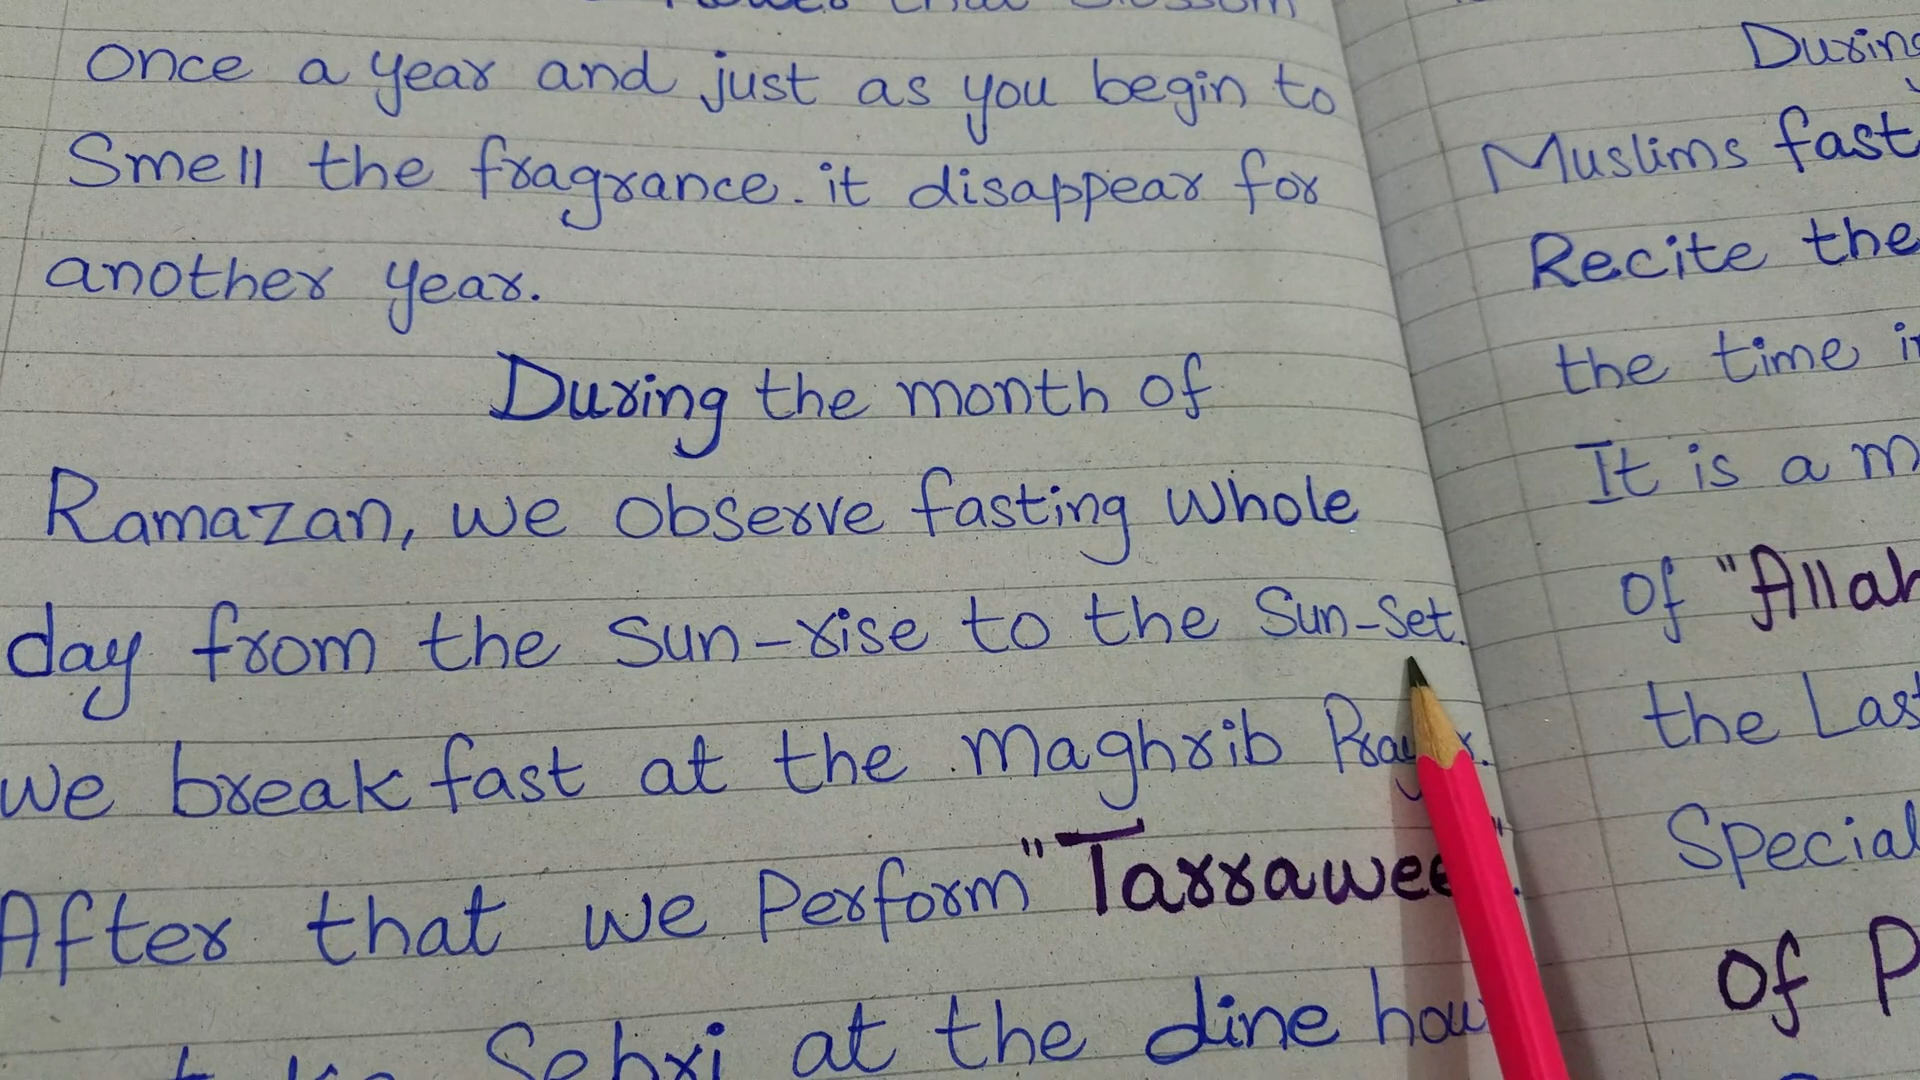 once a year and just as you begin to
Smell the fragrance. it disappear for
another year.
During the month of
Ramazan, we observe fasting whole
day from the Sun-rise to the Sun-Set.
we break fast at the maghrib
After that we Perform
Sehri at the dine
During
Muslims fast
Recite the
the time
It is a
of "Allah
the Last
Special
of